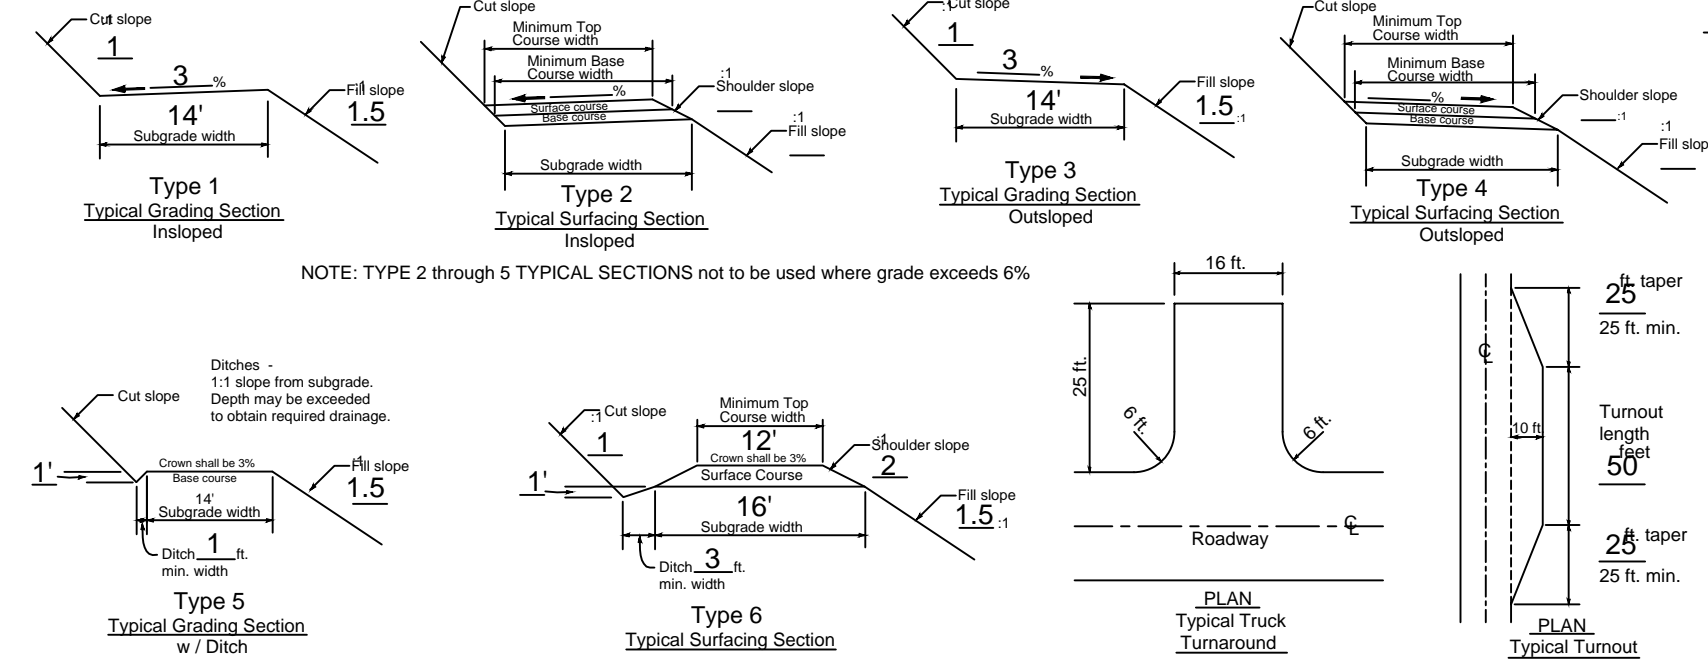 Cut slope
:1
1
3
%
14'
Subgrade width
Fill slope
:1
1.5
Type 1
Typical Grading Section
Insloped
Cut slope
Minimum Top
Course width
Minimum Base
Course width
%
Surface course
Base course
:1
Shoulder slope
:1
Fill slope
Subgrade width
Type 2
Typical Surfacing Section
Insloped
Cut slope
:1
1
3
%
14'
Subgrade width
Fill slope
1.5
:1
Type 3
Typical Grading Section
Outsloped
Cut slope
Minimum Top
Course width
Minimum Base
Course width
%
Surface course
Base course
Shoulder slope
:1
:1
Fill slop
Subgrade width
Type 4
Typical Surfacing Section
Outsloped
NOTE: TYPE 2 through 5 TYPICAL SECTIONS not to be used where grade exceeds 6%
Ditches -
1:1 slope from subgrade.
Depth may be exceeded
to obtain required drainage.
Cut slope
1'
Crown shall be 3%
Base course
14'
Subgrade width
Fill slope
:1
1.5
Ditch 1 ft.
min. width
Type 5
Typical Grading Section
w / Ditch
Cut slope
:1
1
1'
Minimum Top
Course width
12'
Crown shall be 3%
Surface Course
16'
Subgrade width
:1
Shoulder slope
2
Fill slope
1.5
:1
Ditch 3 ft.
min. width
Type 6
Typical Surfacing Section
16 ft.
25 ft.
6 ft.
6 ft.
CL
Roadway
PLAN
Typical Truck
Turnaround
CL
10 ft.
25 ft. taper
25 ft. min.
Turnout
length
feet
50
25 ft. taper
25 ft. min.
PLAN
Typical Turnout